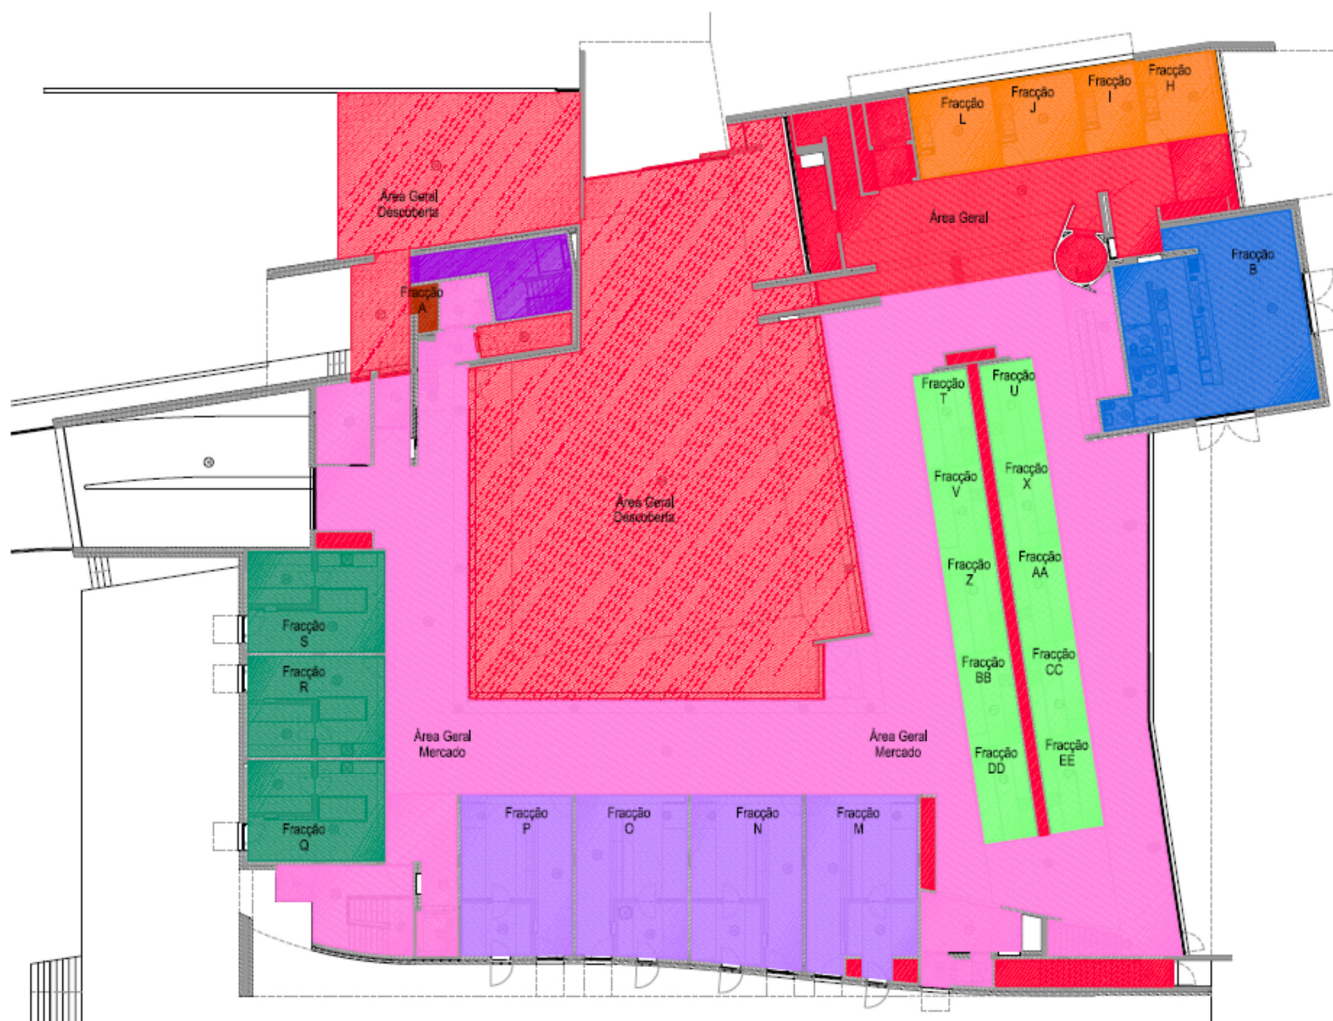 Fracção
H
Fracção
I
Fracção
J
Fracção
L
Área Geral
Descoberta
Área Geral
Fracção
B
Fracção
A
Fracção
T
Fracção
U
Fracção
V
Fracção
X
Área Geral
Descoberta
Fracção
Z
Fracção
AA
Fracção
S
Fracção
R
Fracção
BB
Fracção
CC
Área Geral
Mercado
Área Geral
Mercado
Fracção
DD
Fracção
EE
Fracção
Q
Fracção
P
Fracção
O
Fracção
N
Fracção
M